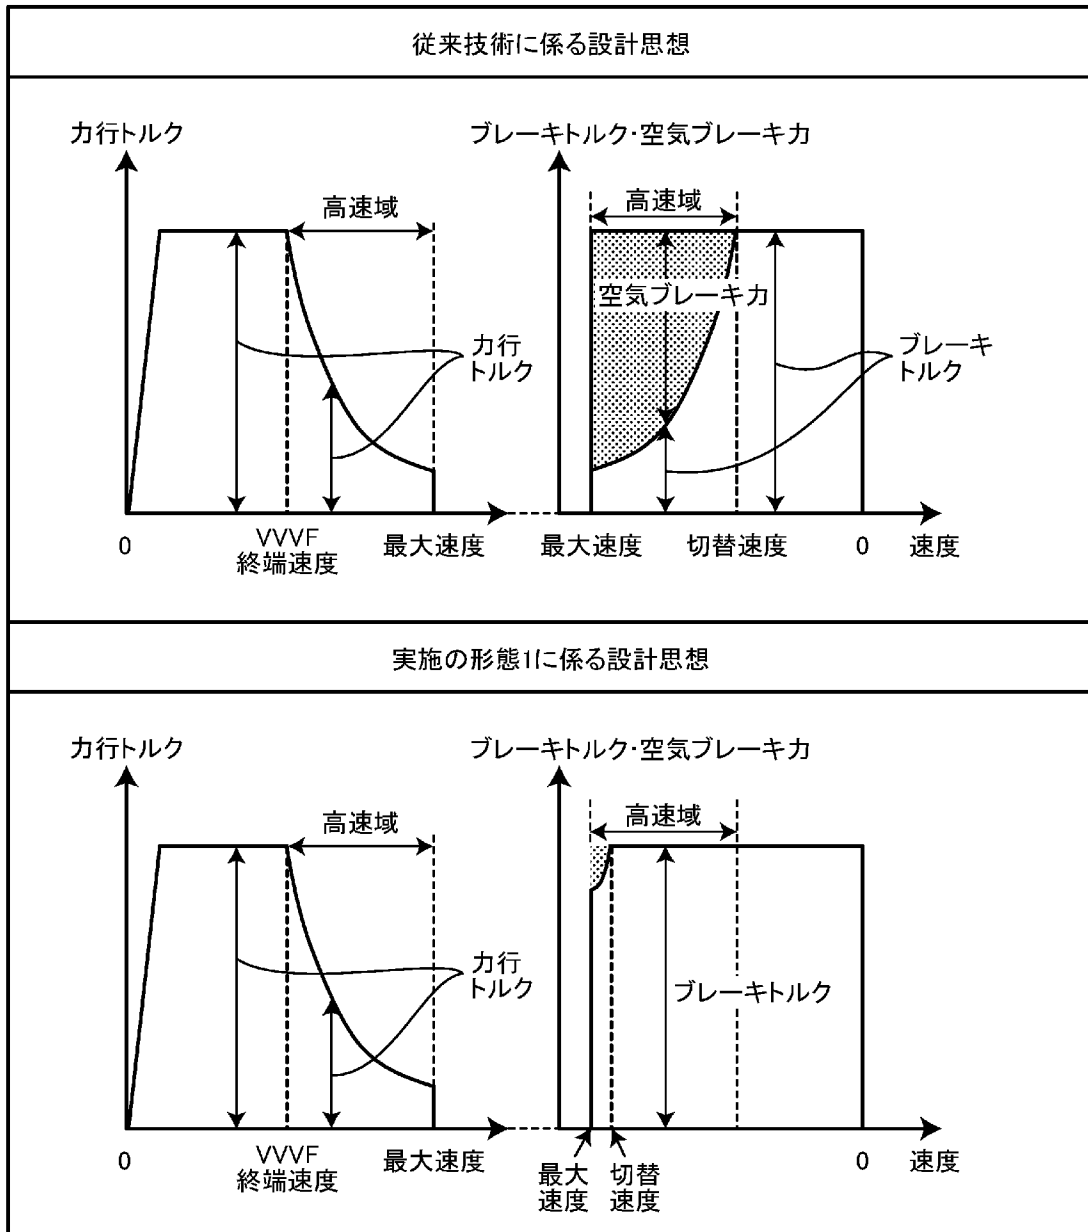 従来技術に係る設計思想
力行トルク
ブレーキトルク・空気ブレーキ力
高速域
高速域
空気ブレーキ力
力行
トルク
ブレーキ
トルク
0
VVVF
終端速度
最大速度
最大速度
切替速度
0
速度
実施の形態1に係る設計思想
力行トルク
ブレーキトルク・空気ブレーキ力
高速域
高速域
力行
トルク
ブレーキトルク
0
VVVF
終端速度
最大速度
最大
速度
切替
速度
0
速度